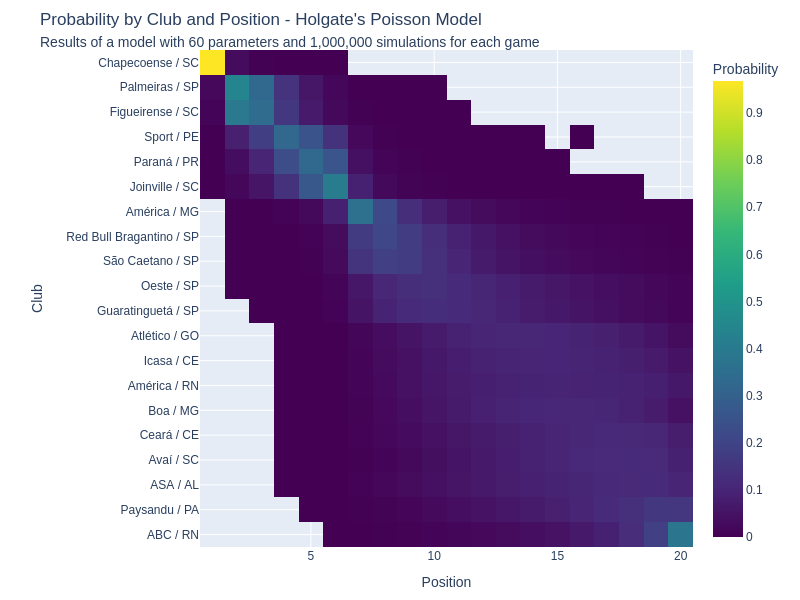 Probability by Club and Position - Holgate's Poisson Model
Results of a model with 60 parameters and 1,000,000 simulations for each game
Probability
Chapecoense / SC
Palmeiras / SP
Figueirense / SC
Sport / PE
Paraná / PR
Joinville / SC
América / MG
Red Bull Bragantino / SP
São Caetano / SP
Oeste / SP
Guaratinguetá / SP
Atlético / GO
Icasa / CE
América / RN
Boa / MG
Ceará / CE
Avaí / SC
ASA / AL
Paysandu / PA
ABC / RN
Club
5
10
15
20
Position
0.9
0.8
0.7
0.6
0.5
0.4
0.3
0.2
0.1
0